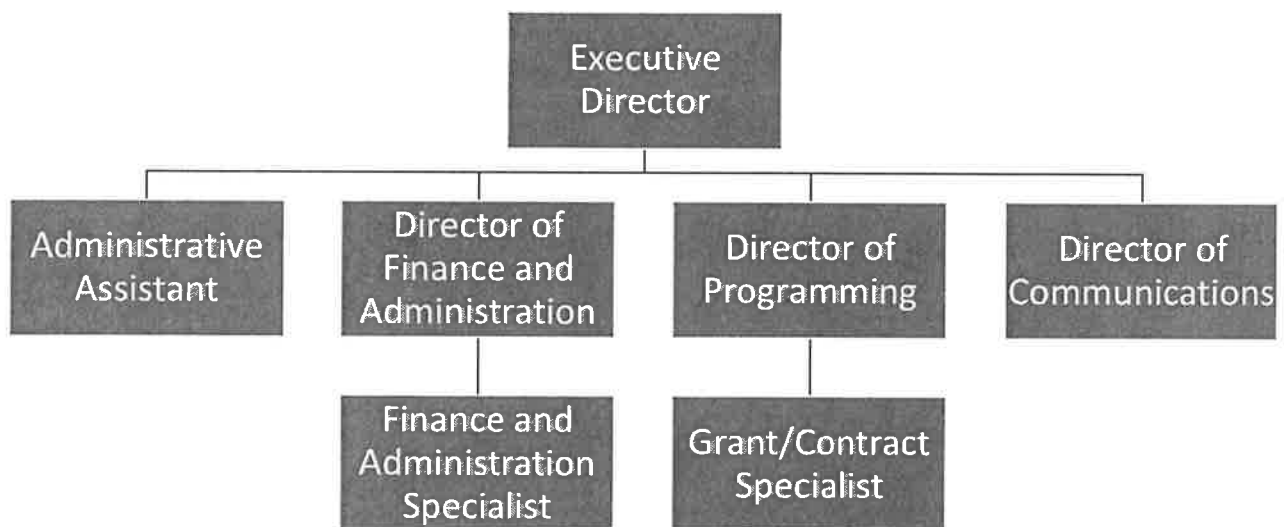 Executive
Director
Administrative
Assistant
Director of
Finance and
Administration
Director of
Programming
Director of
Communications
Finance and
Administration
Specialist
Grant/Contract
Specialist